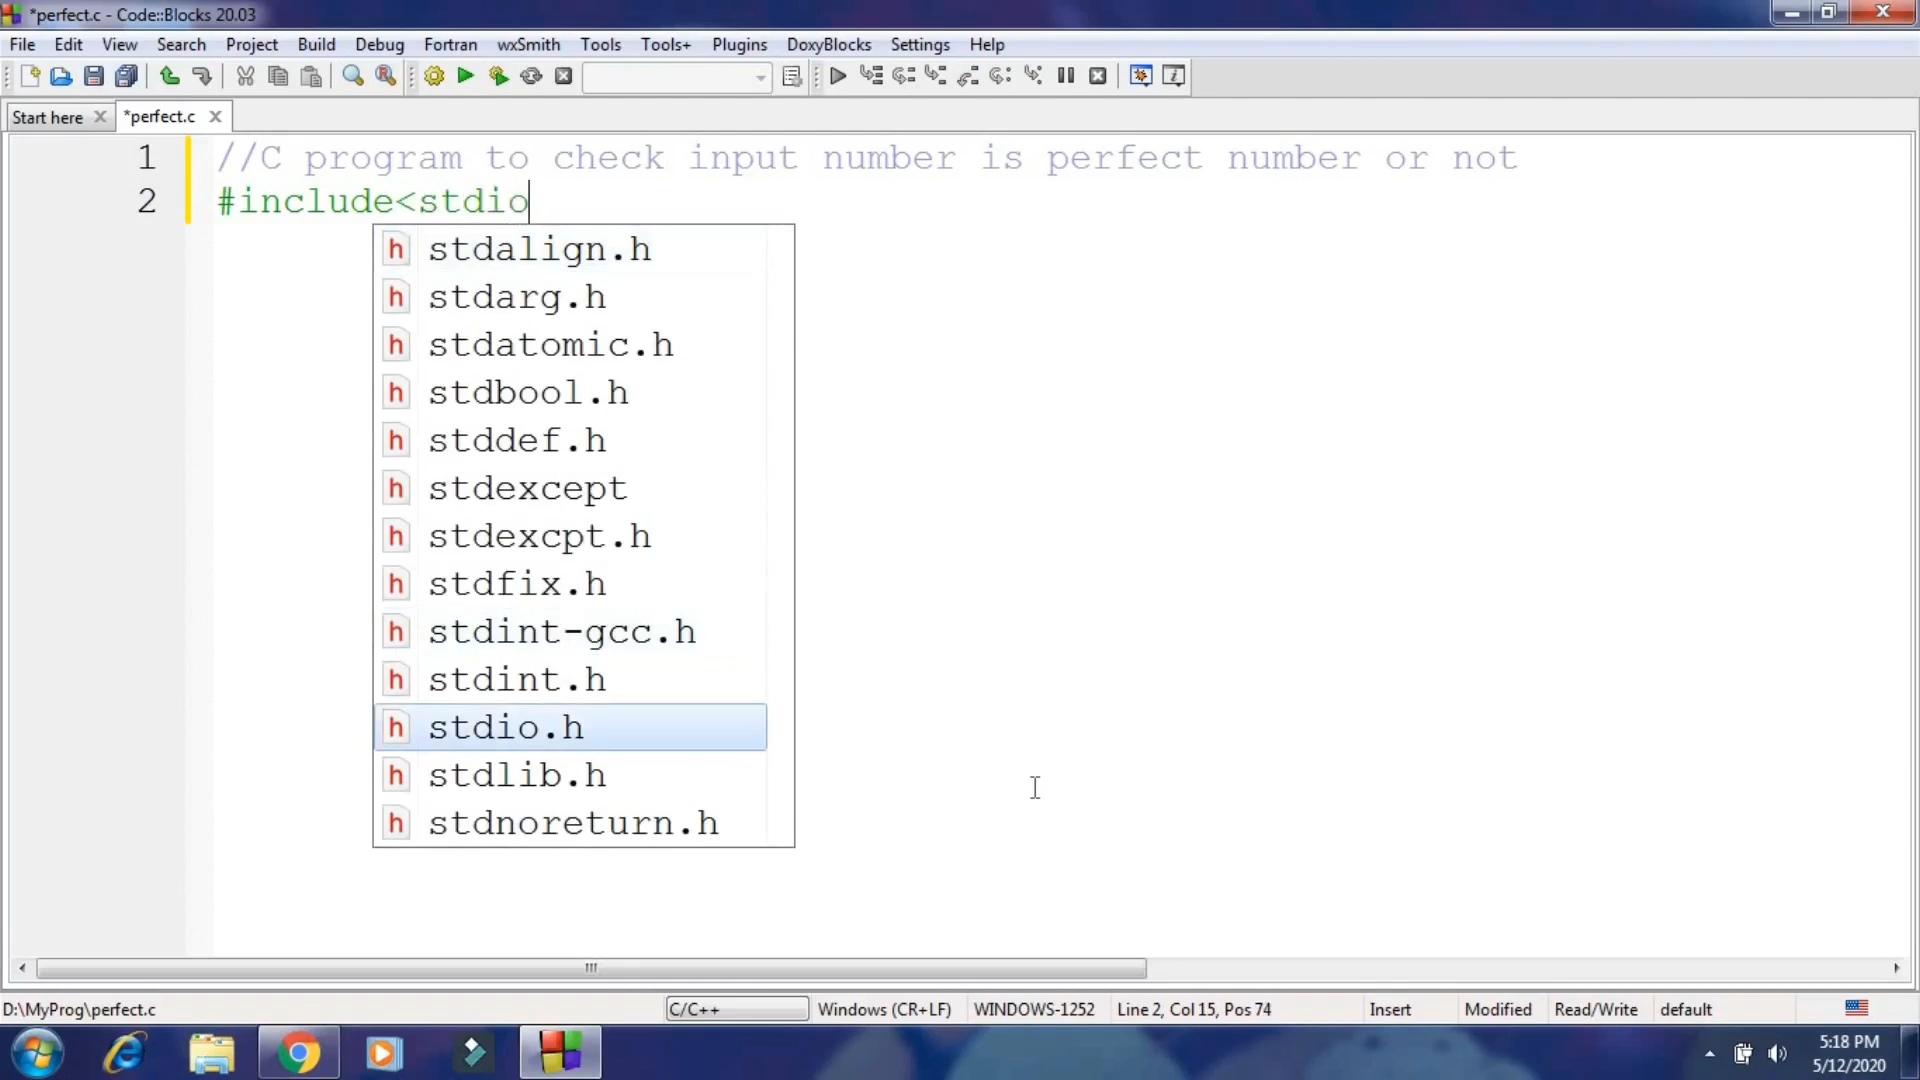 *perfect.c - Code::Blocks 20.03
File Edit View Search Project Build Debug Fortran wxSmith Tools Tools+ Plugins DoxyBlocks Settings Help
Start here *perfect.c
1 //C program to check input number is perfect number or not
2 #include<stdio
h stdalign.h
h stdarg.h
h stdatomic.h
h stdbool.h
h stddef.h
h stdexcept
h stdexcpt.h
h stdfix.h
h stdint-gcc.h
h stdint.h
h stdio.h
h stdlib.h
h stdnoreturn.h
D:\MyProg\perfect.c C/C++ Windows (CR+LF) WINDOWS-1252 Line 2, Col 15, Pos 74 Insert Modified Read/Write default
5:18 PM
5/12/2020